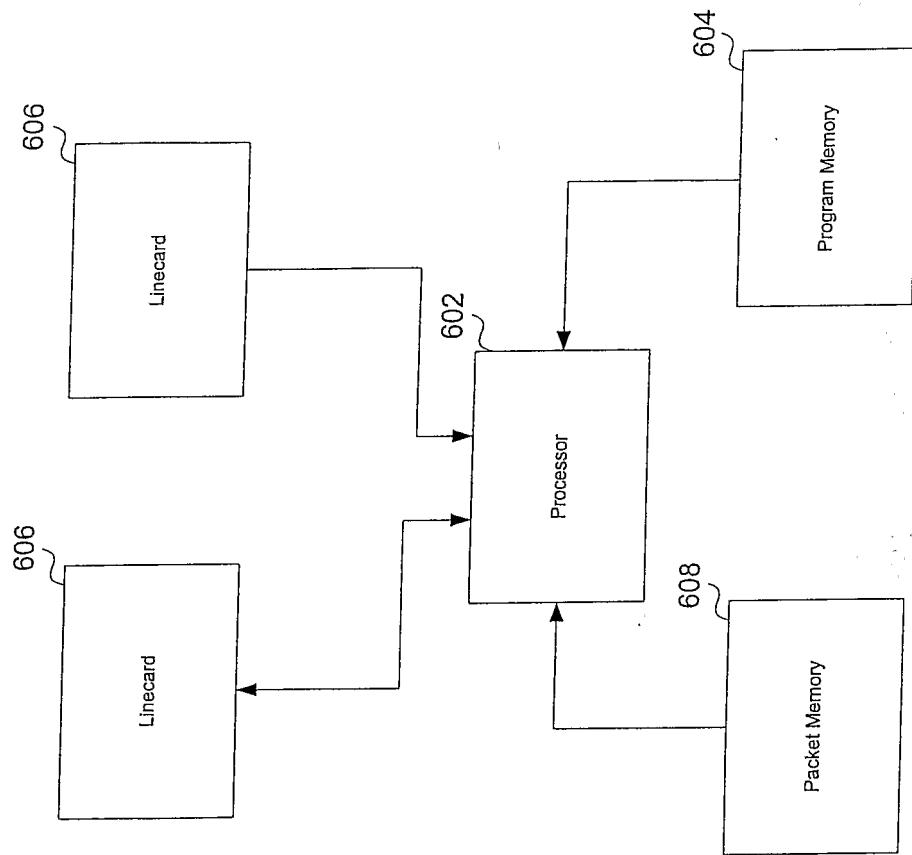 606
Linecard
606
Linecard
602
Processor
604
Program Memory
608
Packet Memory